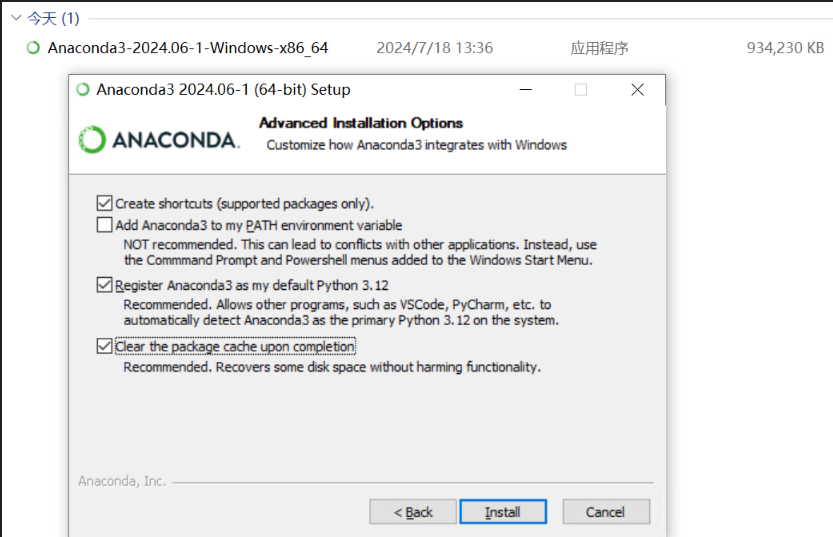 今天 (1)
Anaconda3-2024.06-1-Windows-x86_64 2024/7/18 13:36 应用程序 934,230 KB
Anaconda3 2024.06-1 (64-bit) Setup
ANACONDA.
Advanced Installation Options
Customize how Anaconda3 integrates with Windows
Create shortcuts (supported packages only).
Add Anaconda3 to my PATH environment variable
NOT recommended. This can lead to conflicts with other applications. Instead, use
the Commmand Prompt and Powershell menus added to the Windows Start Menu.
Register Anaconda3 as my default Python 3.12
Recommended. Allows other programs, such as VSCode, PyCharm, etc. to
automatically detect Anaconda3 as the primary Python 3.12 on the system.
Clear the package cache upon completion
Recommended. Recovers some disk space without harming functionality.
Anaconda, Inc.
< Back Install Cancel